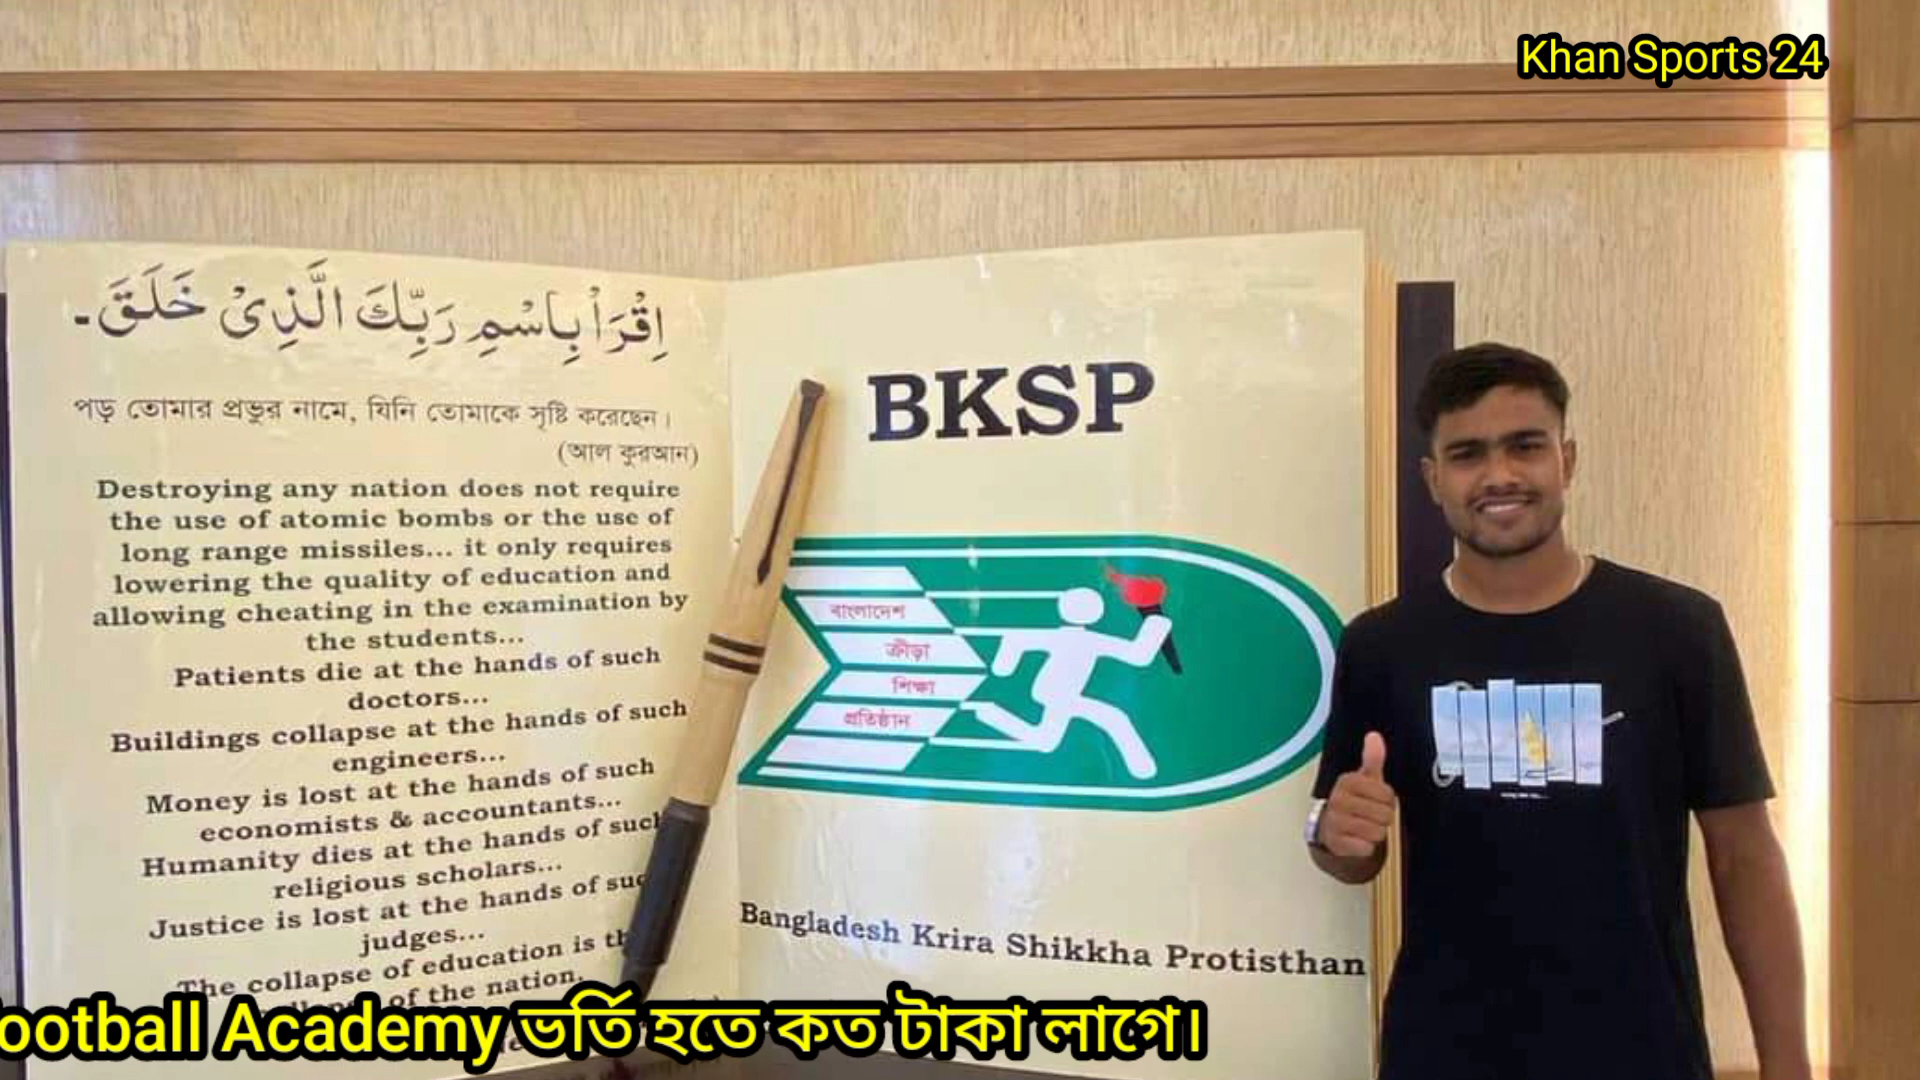 Khan Sports 24
اِقْرَاْ بِاسْمِ رَبِّكَ الَّذِىْ خَلَقَ۔
পড় তোমার প্রভুর নামে, যিনি তোমাকে সৃষ্টি করেছেন।
(আল কুরআন)
Destroying any nation does not require
the use of atomic bombs or the use of
long range missiles... it only requires
lowering the quality of education and
allowing cheating in the examination by
the students...
Patients die at the hands of such
doctors...
Buildings collapse at the hands of such
engineers...
Money is lost at the hands of such
economists & accountants...
Humanity dies at the hands of such
religious scholars...
Justice is lost at the hands of such
judges...
The collapse of education is
of the nation.
BKSP
বাংলাদেশ
ক্রীড়া
শিক্ষা
প্রতিষ্ঠান
Bangladesh Krira Shikkha Protisthan
ootball Academy ভর্তি হতে কত টাকা লাগে।